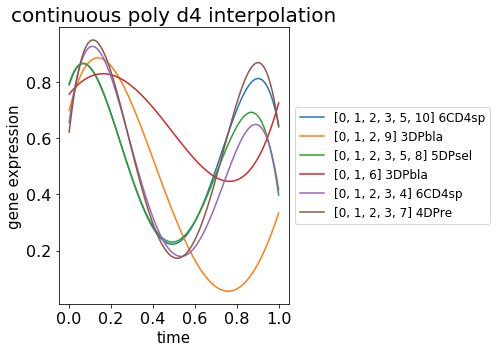 continuous poly d4 interpolation
gene expression
0.8
0.6
0.4
0.2
0.0 0.2 0.4 0.6 0.8 1.0
time
[0, 1, 2, 3, 5, 10] 6CD4sp
[0, 1, 2, 9] 3DPbla
[0, 1, 2, 3, 5, 8] 5DPsel
[0, 1, 6] 3DPbla
[0, 1, 2, 3, 4] 6CD4sp
[0, 1, 2, 3, 7] 4DPre